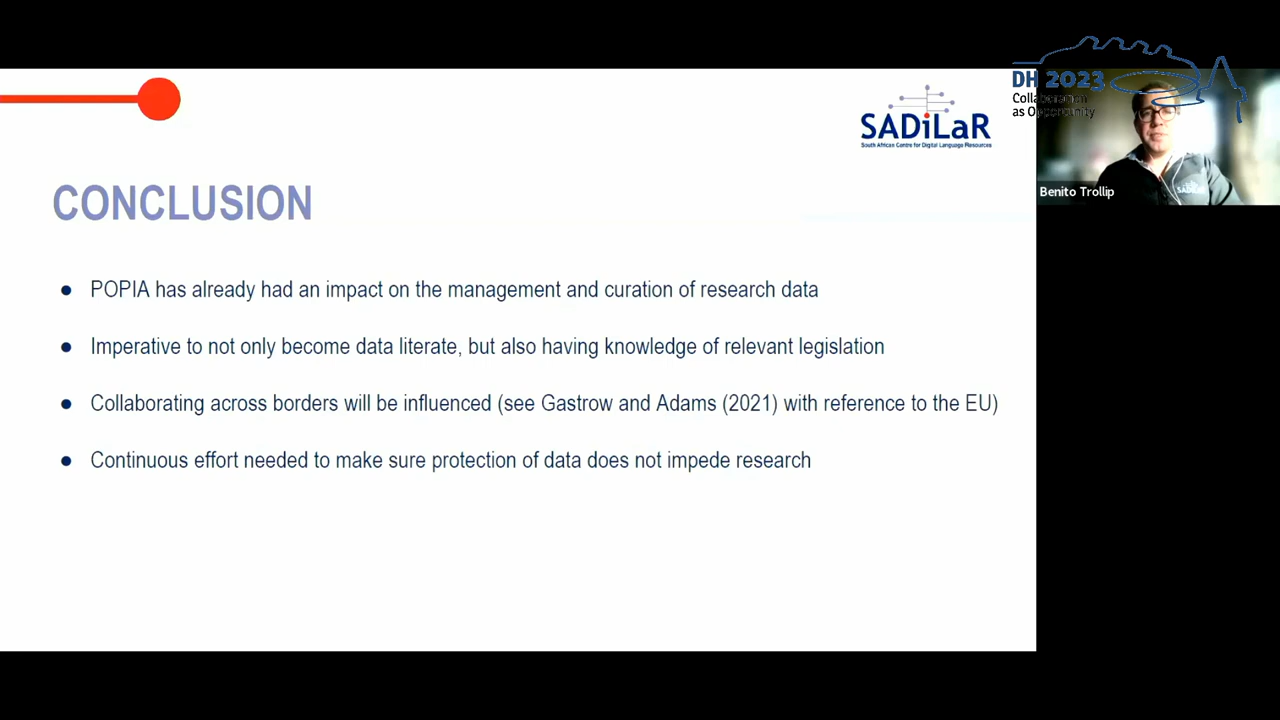 DH 2023
Collaboration
as Opportunity
SADiLaR
South African Centre for Digital Language Resources
Benito Trollip
SADiLaR
CONCLUSION
● POPIA has already had an impact on the management and curation of research data
● Imperative to not only become data literate, but also having knowledge of relevant legislation
● Collaborating across borders will be influenced (see Gastrow and Adams (2021) with reference to the EU)
● Continuous effort needed to make sure protection of data does not impede research